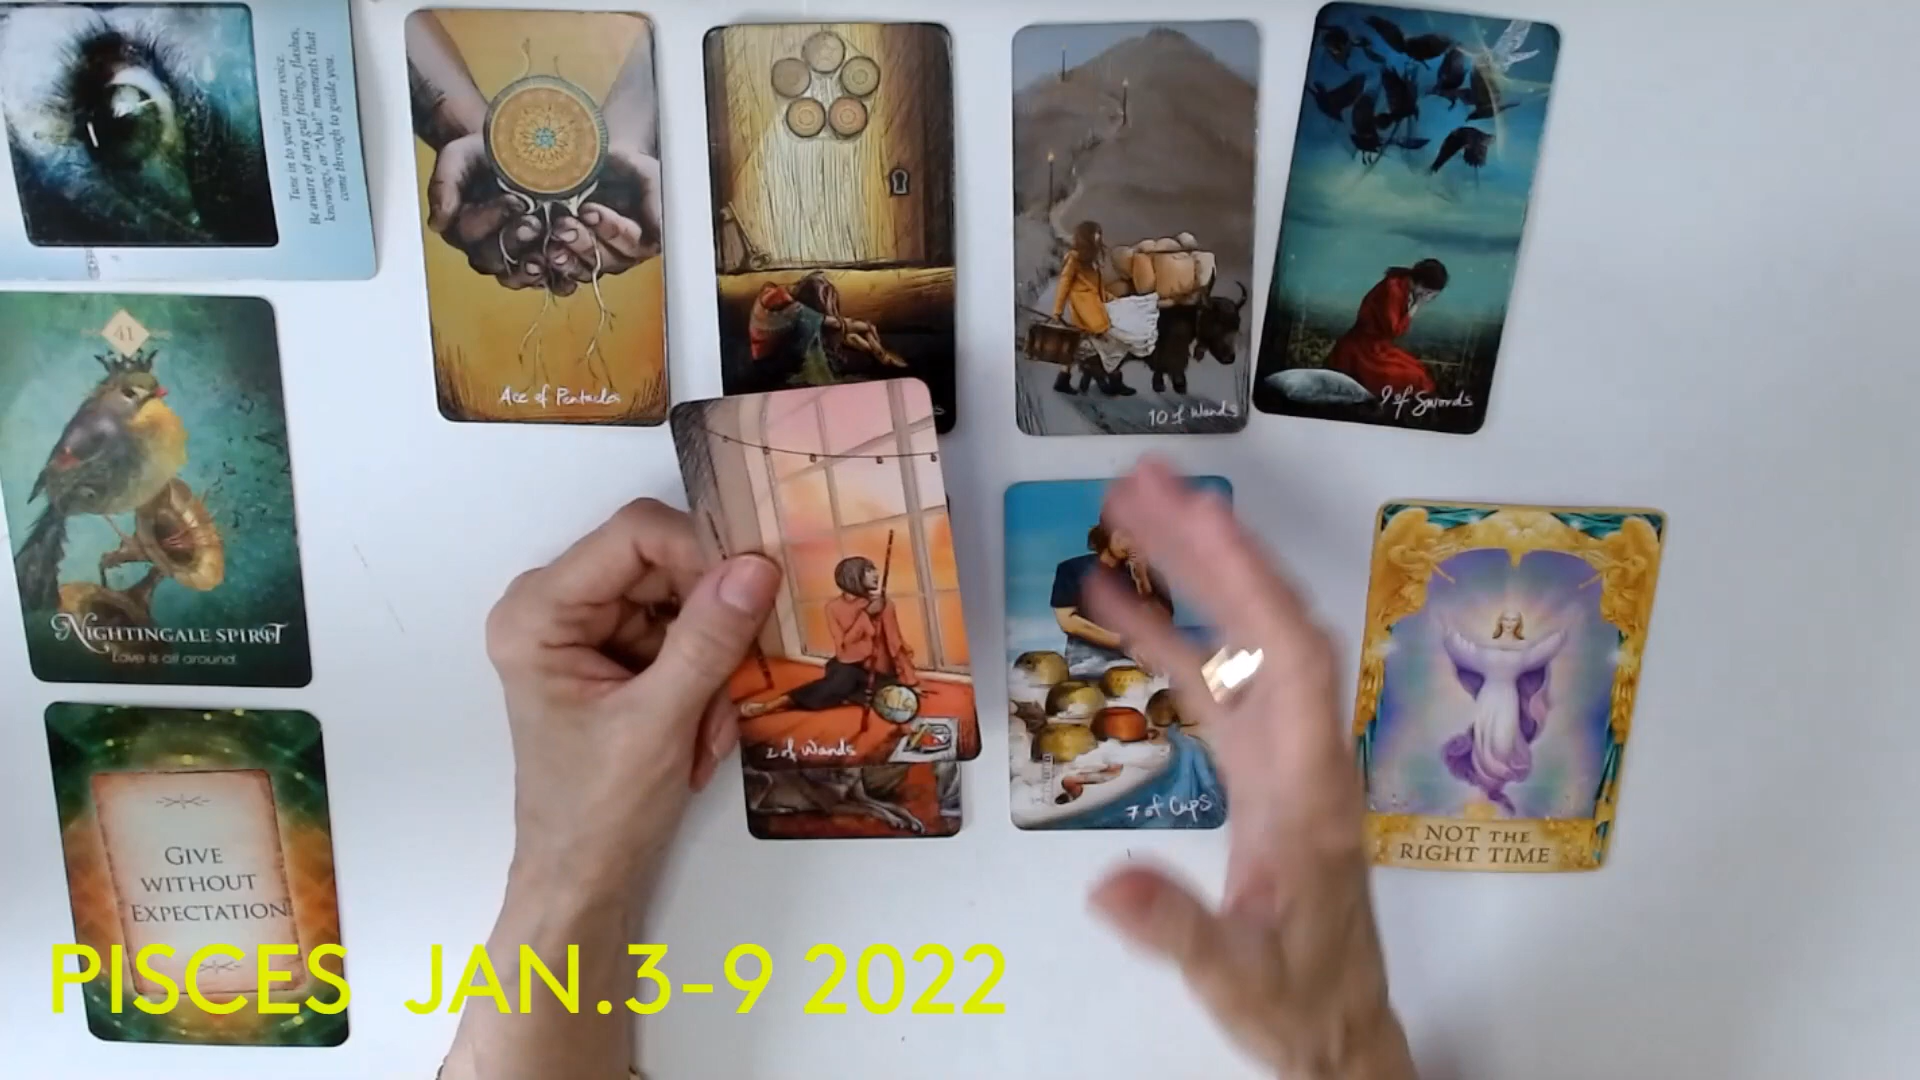 Tune in to your inner voice.
Be aware of any gut feelings, flashes,
knowings, or "Aha!" moments that
come through to guide you.
41
NIGHTINGALE SPIRIT
Love is all around
GIVE
WITHOUT
EXPECTATION
Ace of Pentacles
10 of Wands
9 of Swords
2 of Wands
7 of Cups
NOT THE
RIGHT TIME
PISCES JAN.3-9 2022